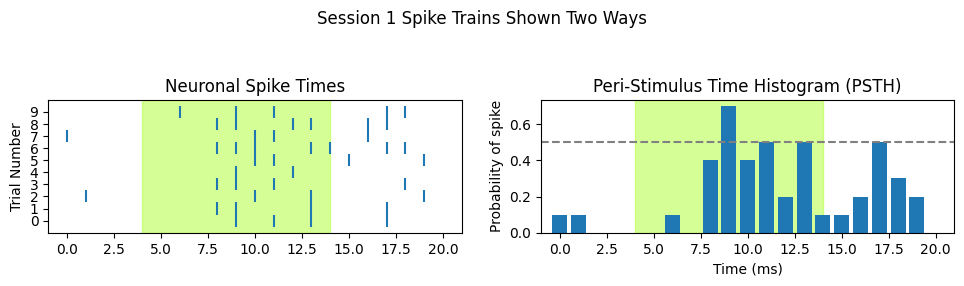 Session 1 Spike Trains Shown Two Ways
Neuronal Spike Times
Trial Number
9
8
7
6
5
4
3
2
1
0
0.0 2.5 5.0 7.5 10.0 12.5 15.0 17.5 20.0
Peri-Stimulus Time Histogram (PSTH)
Probability of spike
0.6
0.4
0.2
0.0
0.0 2.5 5.0 7.5 10.0 12.5 15.0 17.5 20.0
Time (ms)